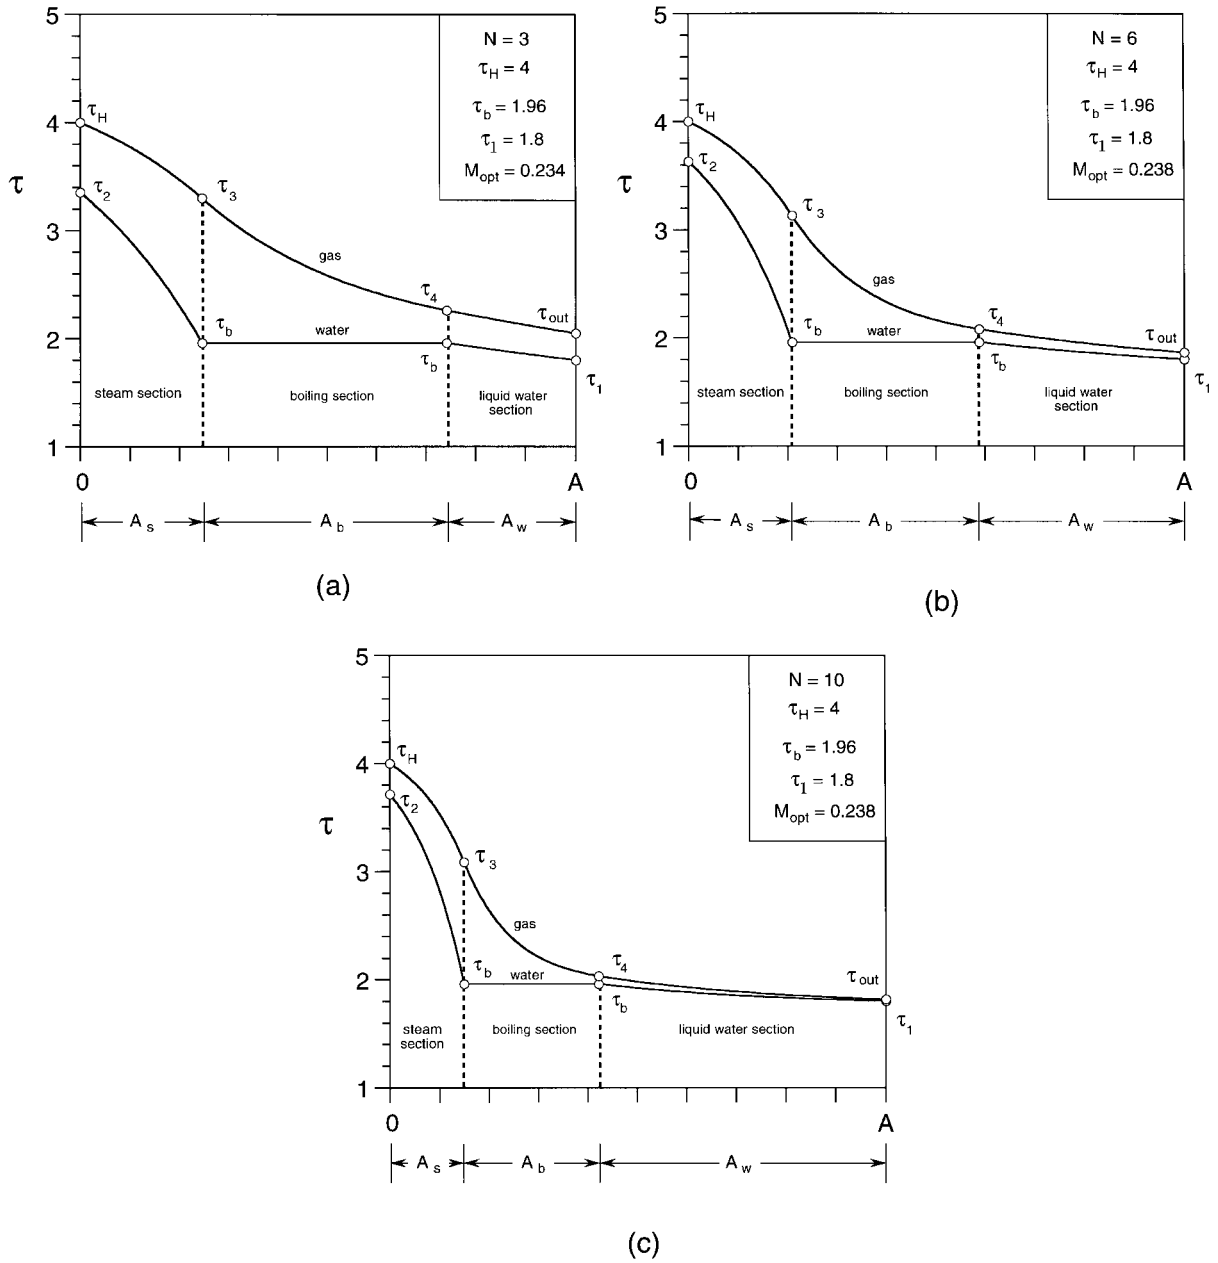 5
N = 3
τH = 4
τb = 1.96
τ1 = 1.8
Mopt = 0.234
τH
4
τ2
τ
τ3
3
gas
τ4
τout
τb
water
2
τb
τ1
steam section
boiling section
liquid water
section
1
0
A
As
Ab
Aw
(a)
5
N = 6
τH = 4
τb = 1.96
τ1 = 1.8
Mopt = 0.238
τH
4
τ2
τ
τ3
3
gas
τ4
τout
τb
water
2
τb
τ1
steam section
boiling section
liquid water
section
1
0
A
As
Ab
Aw
(b)
5
N = 10
τH = 4
τb = 1.96
τ1 = 1.8
Mopt = 0.238
τH
4
τ2
τ
τ3
3
gas
τ4
τout
τb
water
2
τb
τ1
steam
section
boiling section
liquid water section
1
0
A
As
Ab
Aw
(c)